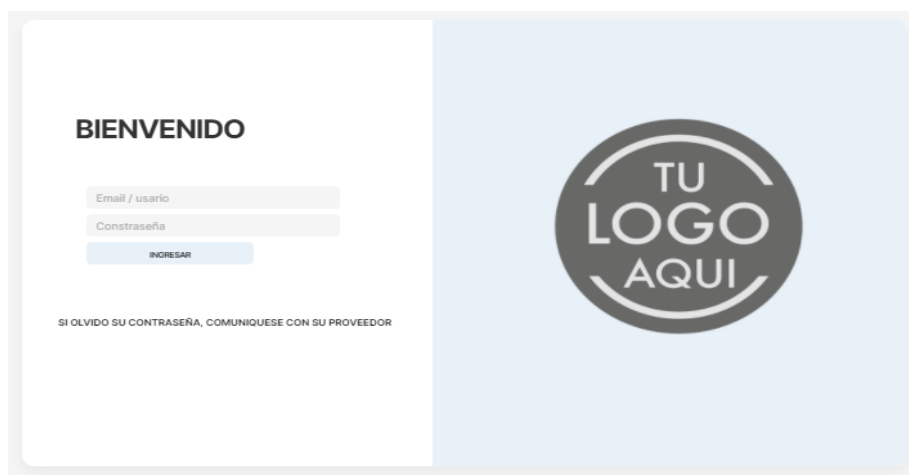 BIENVENIDO
Email / usario
Constraseña
INGRESAR
SI OLVIDO SU CONTRASEÑA, COMUNIQUESE CON SU PROVEEDOR
TU
LOGO
AQUI